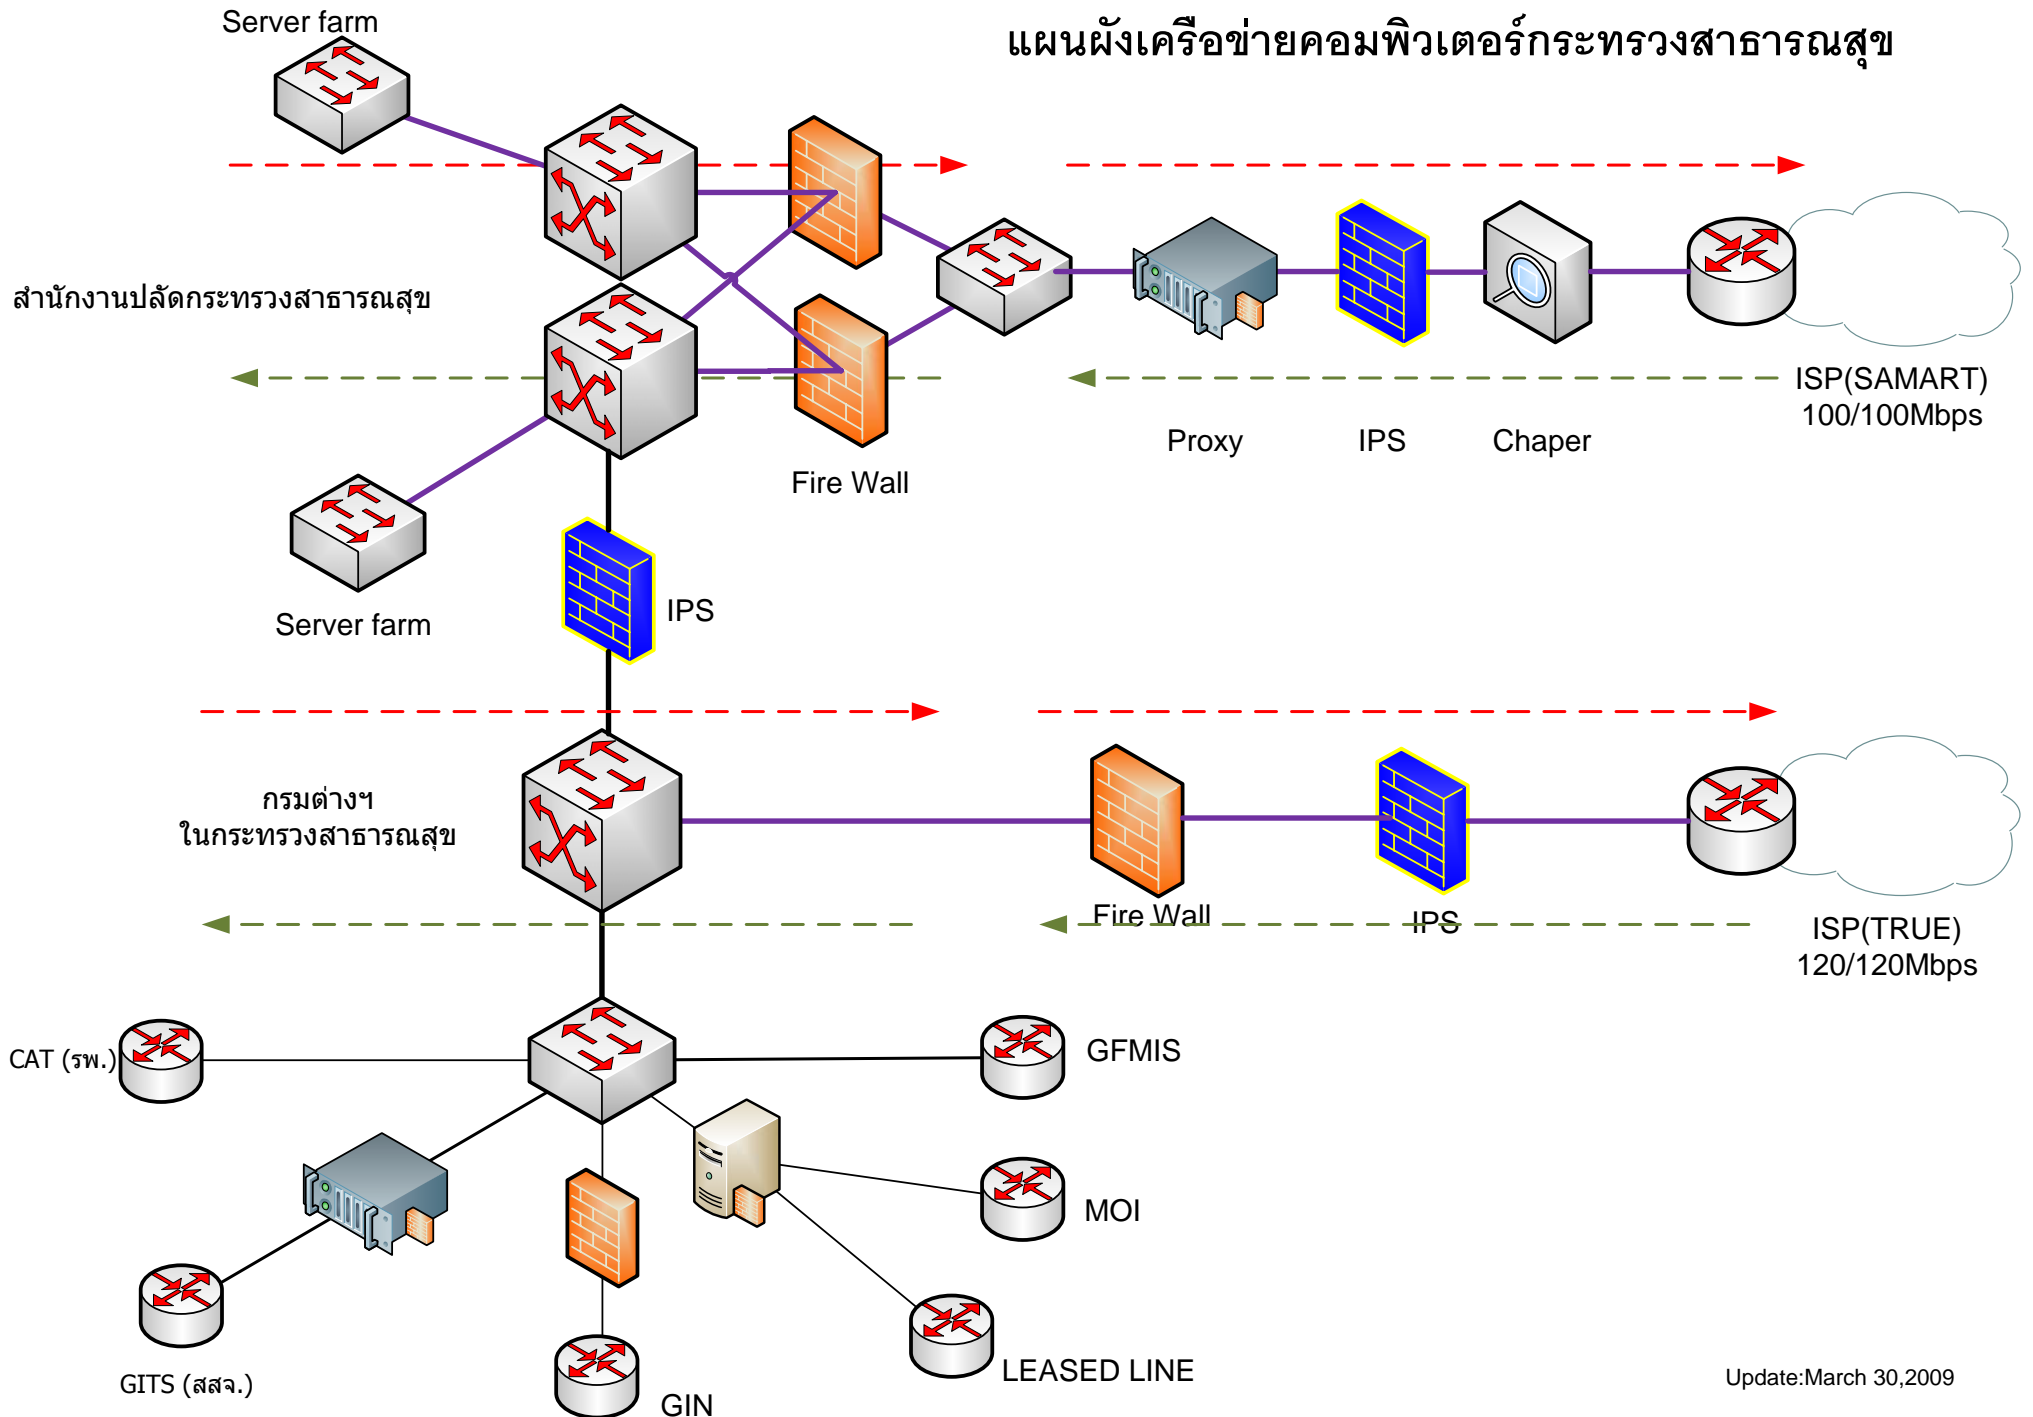 แผนผังเครือข่ายคอมพิวเตอร์กระทรวงสาธารณสุข
Server farm
สำนักงานปลัดกระทรวงสาธารณสุข
ISP(SAMART)
100/100Mbps
Proxy
IPS
Chaper
Fire Wall
Server farm
IPS
กรมต่างๆ
ในกระทรวงสาธารณสุข
Fire Wall
IPS
ISP(TRUE)
120/120Mbps
CAT (รพ.)
GFMIS
MOI
GITS (สสจ.)
LEASED LINE
GIN
Update:March 30,2009